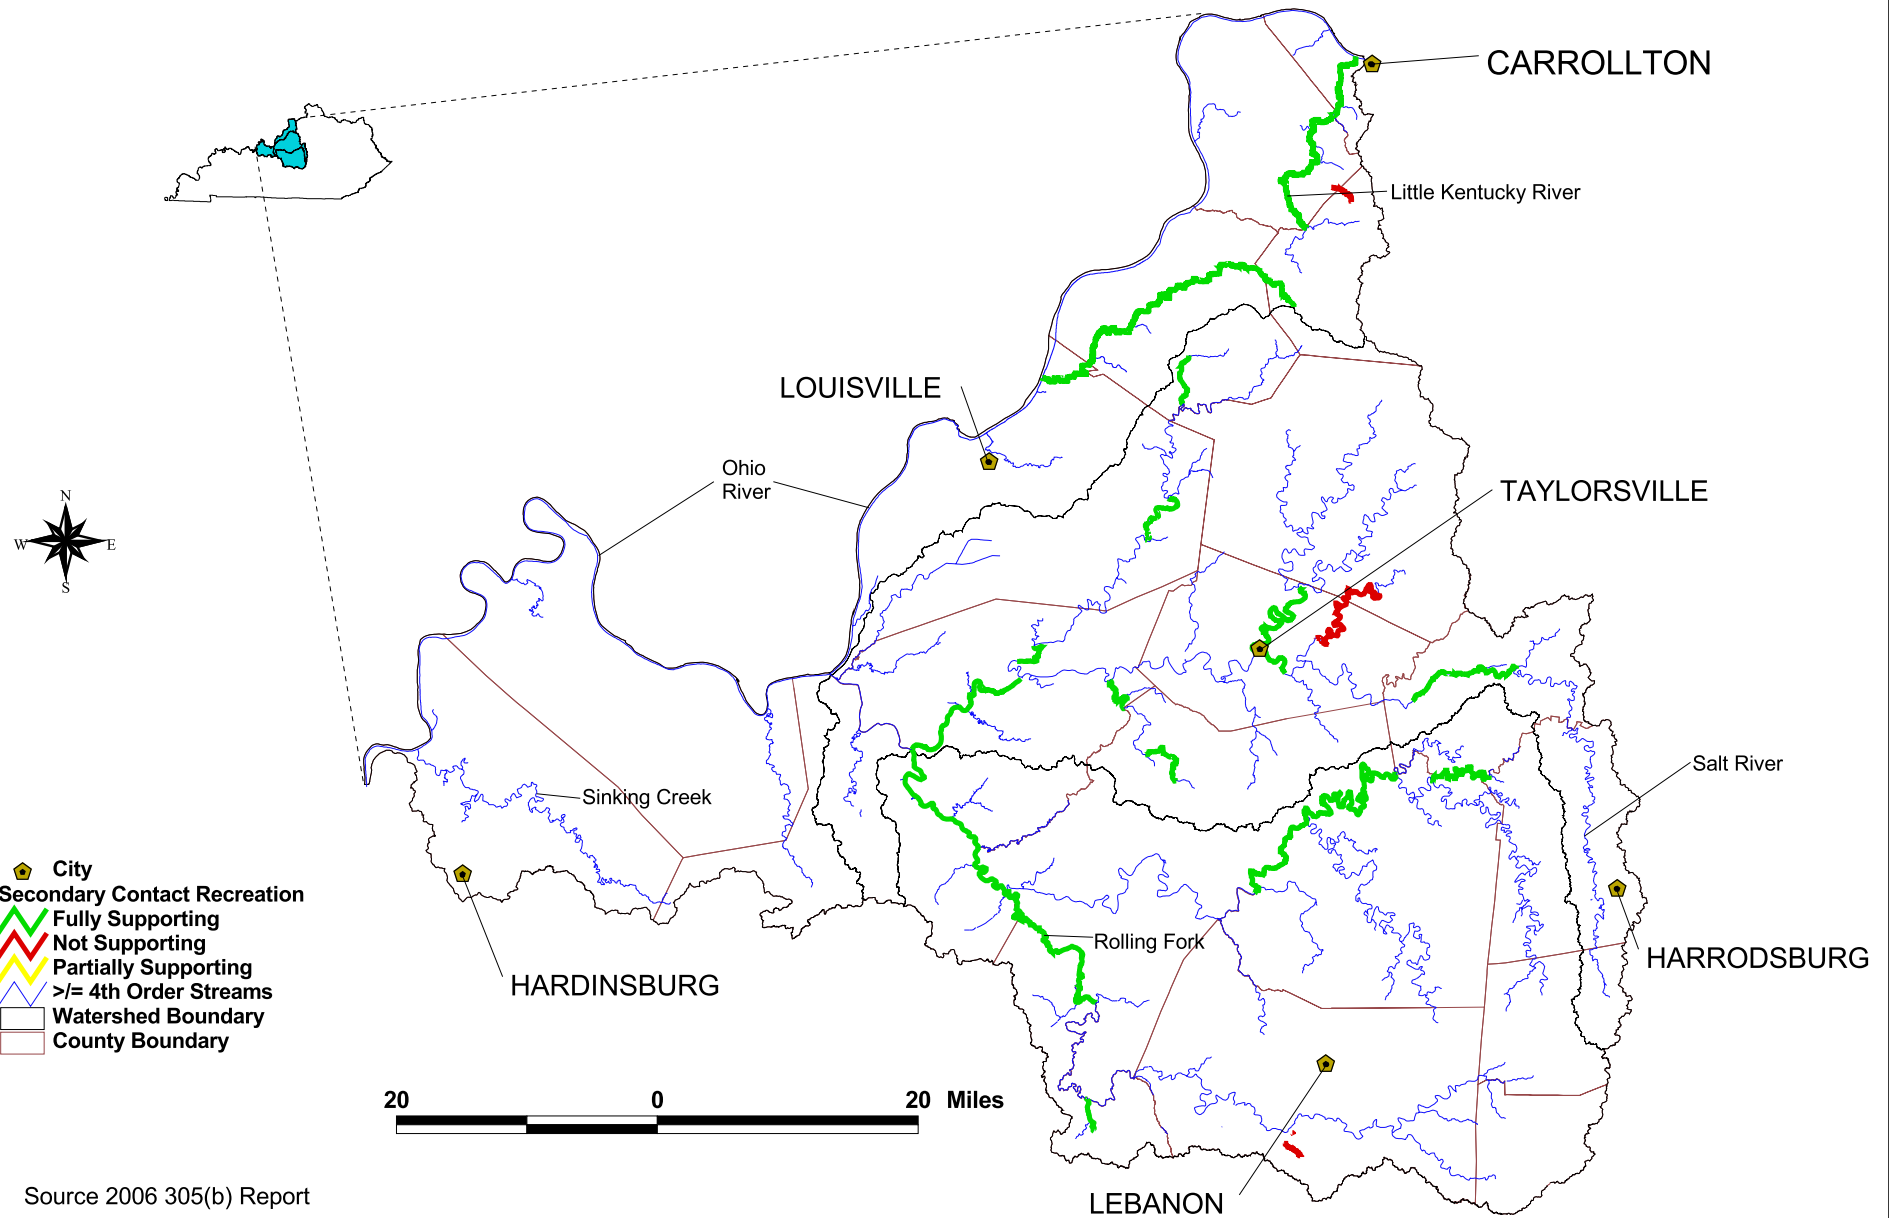 CARROLLTON
Little Kentucky River
LOUISVILLE
Ohio
River
TAYLORSVILLE
N
W
E
S
Salt River
Sinking Creek
City
Secondary Contact Recreation
Fully Supporting
Not Supporting
Partially Supporting
>/= 4th Order Streams
Watershed Boundary
County Boundary
Rolling Fork
HARRODSBURG
HARDINSBURG
20 0 20 Miles
Source 2006 305(b) Report
LEBANON